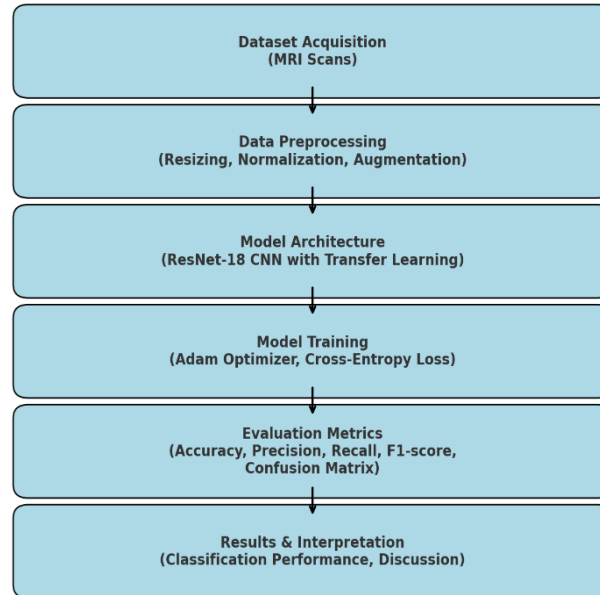 Dataset Acquisition
(MRI Scans)
Data Preprocessing
(Resizing, Normalization, Augmentation)
Model Architecture
(ResNet-18 CNN with Transfer Learning)
Model Training
(Adam Optimizer, Cross-Entropy Loss)
Evaluation Metrics
(Accuracy, Precision, Recall, F1-score,
Confusion Matrix)
Results & Interpretation
(Classification Performance, Discussion)